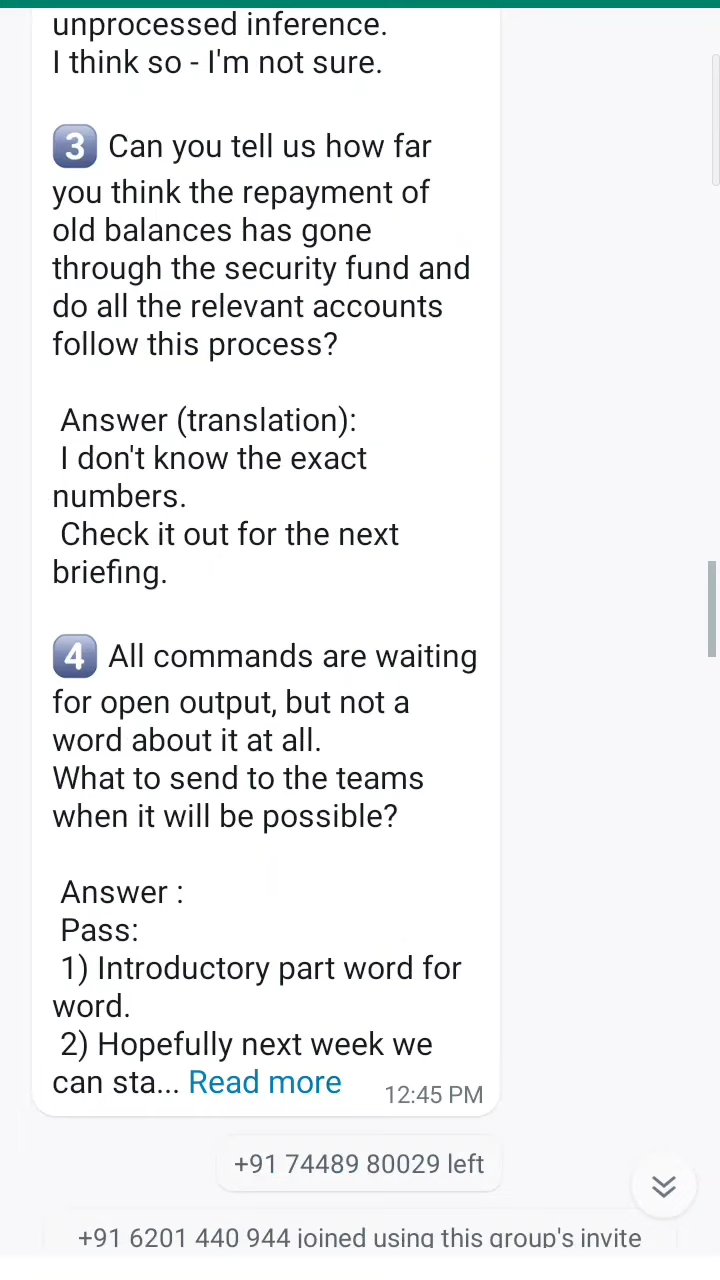 unprocessed inference.
I think so - I'm not sure.
3 Can you tell us how far
you think the repayment of
old balances has gone
through the security fund and
do all the relevant accounts
follow this process?
Answer (translation):
I don't know the exact
numbers.
Check it out for the next
briefing.
4 All commands are waiting
for open output, but not a
word about it at all.
What to send to the teams
when it will be possible?
Answer :
Pass:
1) Introductory part word for
word.
2) Hopefully next week we
can sta... Read more 12:45 PM
+91 74489 80029 left
+91 6201 440 944 joined using this group's invite